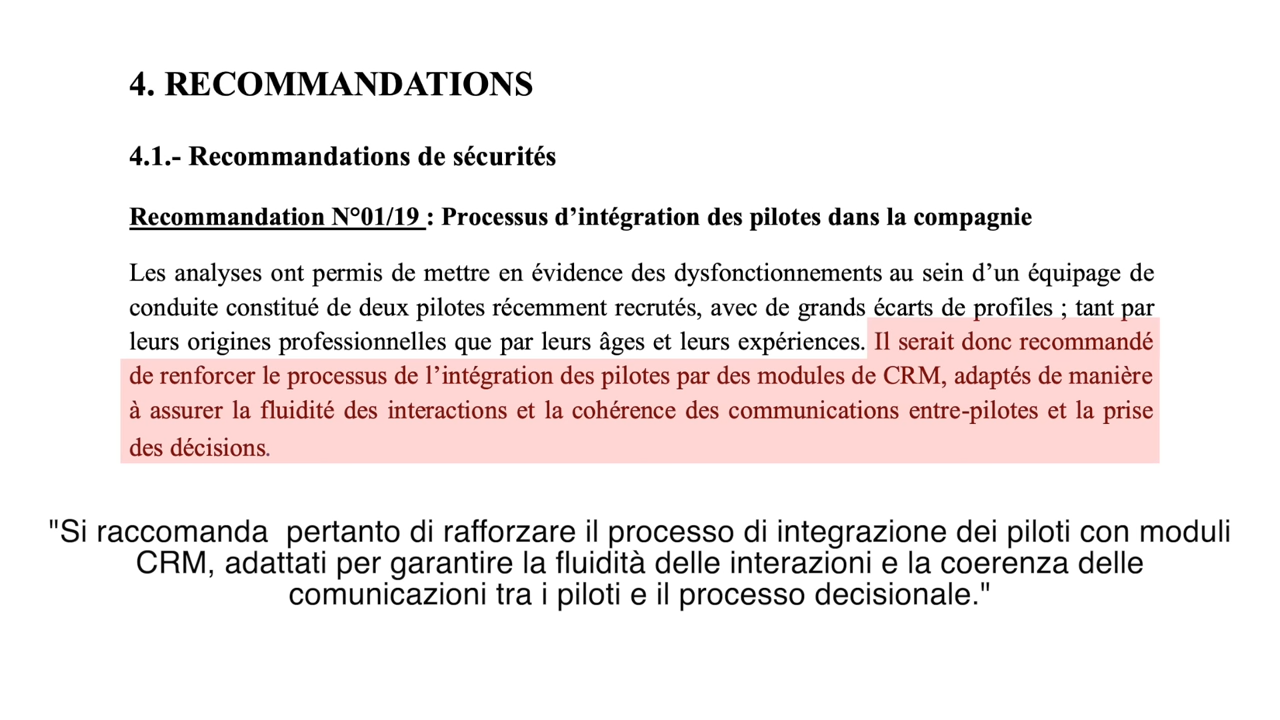 4. RECOMMANDATIONS
4.1.- Recommandations de sécurités
Recommandation N°01/19 : Processus d’intégration des pilotes dans la compagnie
Les analyses ont permis de mettre en évidence des dysfonctionnements au sein d’un équipage de
conduite constitué de deux pilotes récemment recrutés, avec de grands écarts de profiles ; tant par
leurs origines professionnelles que par leurs âges et leurs expériences. Il serait donc recommandé
de renforcer le processus de l’intégration des pilotes par des modules de CRM, adaptés de manière
à assurer la fluidité des interactions et la cohérence des communications entre-pilotes et la prise
des décisions.
"Si raccomanda  pertanto di rafforzare il processo di integrazione dei piloti con moduli
CRM, adattati per garantire la fluidità delle interazioni e la coerenza delle
comunicazioni tra i piloti e il processo decisionale."